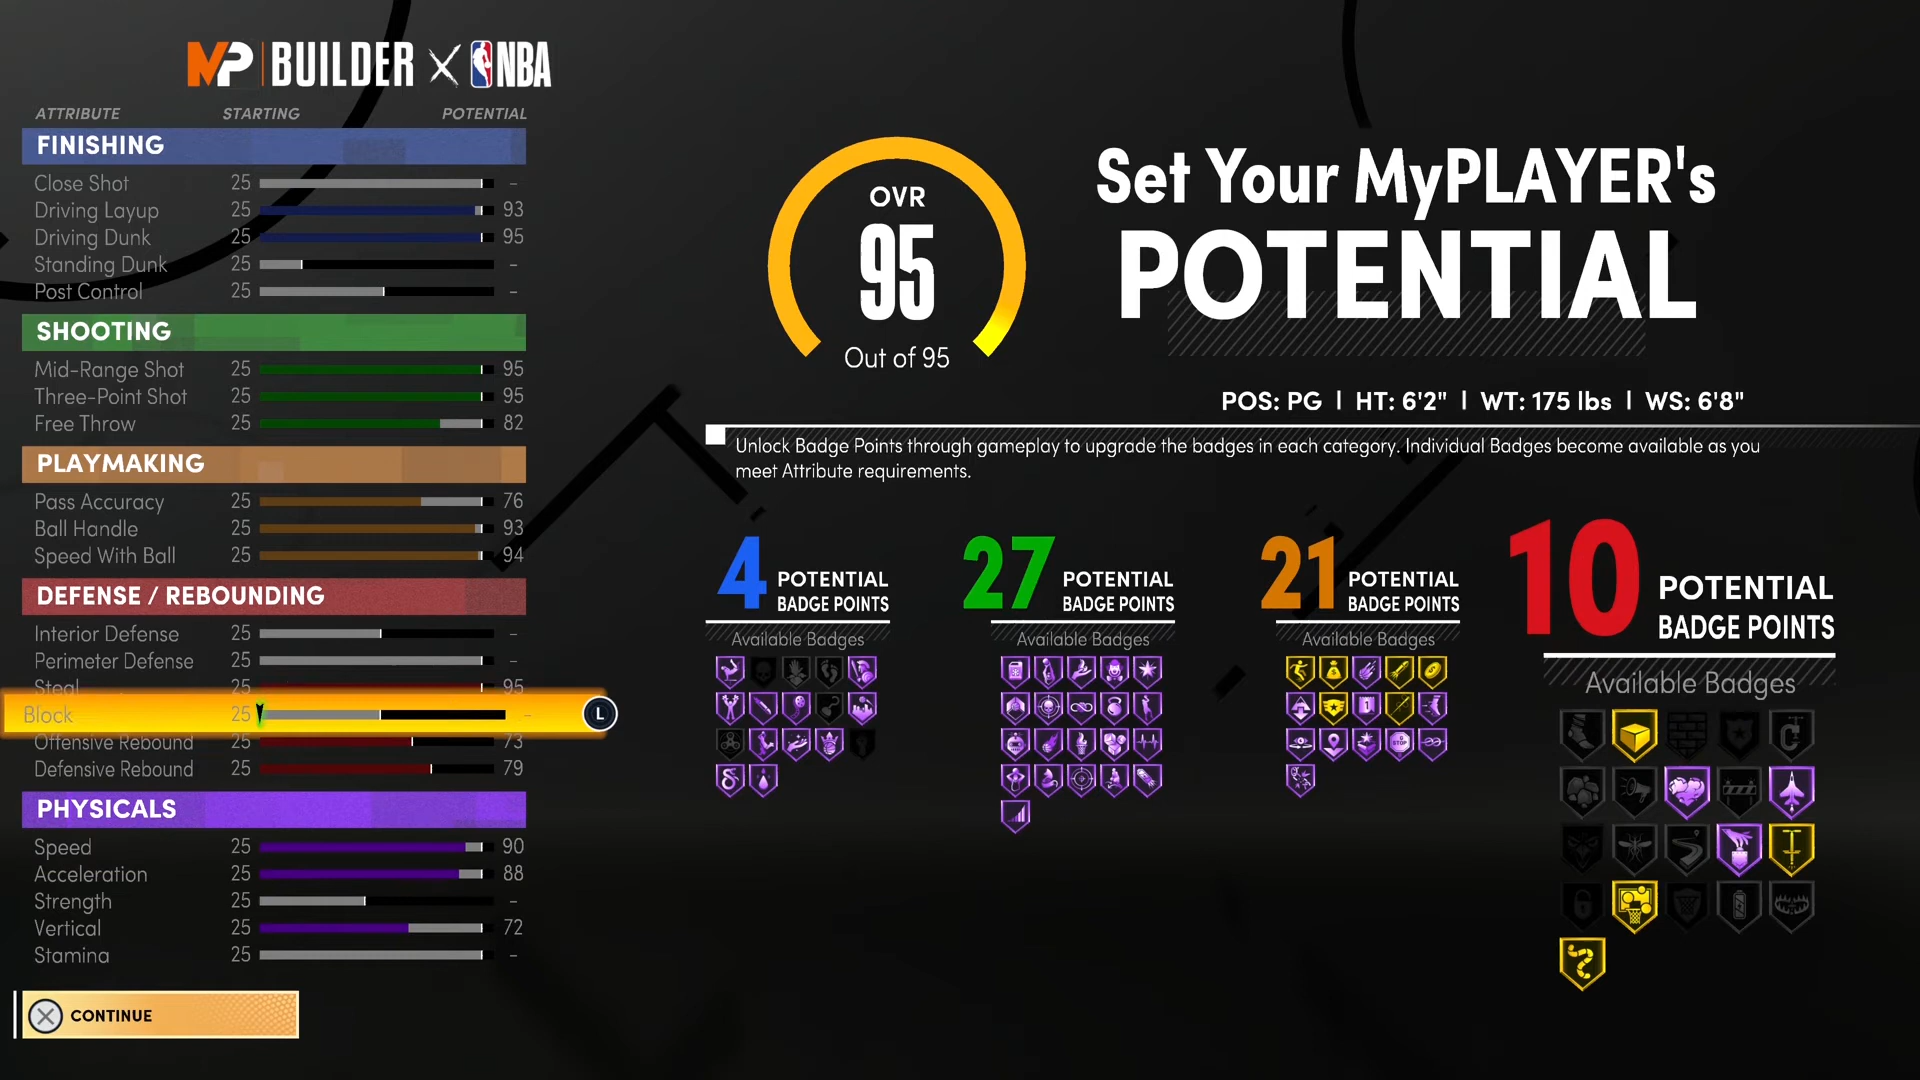 MP BUILDER X NBA
ATTRIBUTE STARTING POTENTIAL
FINISHING
Close Shot 25 -
Driving Layup 25 93
Driving Dunk 25 95
Standing Dunk 25 -
Post Control 25 -
SHOOTING
Mid-Range Shot 25 95
Three-Point Shot 25 95
Free Throw 25 82
PLAYMAKING
Pass Accuracy 25 76
Ball Handle 25 93
Speed With Ball 25 94
DEFENSE / REBOUNDING
Interior Defense 25 -
Perimeter Defense 25 -
Steal 25 95
Block 25 - L
Offensive Rebound 25 73
Defensive Rebound 25 79
PHYSICALS
Speed 25 90
Acceleration 25 88
Strength 25 -
Vertical 25 72
Stamina 25 -
CONTINUE
OVR
95
Out of 95
Set Your MyPLAYER's
POTENTIAL
POS: PG | HT: 6'2" | WT: 175 lbs | WS: 6'8"
Unlock Badge Points through gameplay to upgrade the badges in each category. Individual Badges become available as you
meet Attribute requirements.
4 POTENTIAL
BADGE POINTS
Available Badges
27 POTENTIAL
BADGE POINTS
Available Badges
21 POTENTIAL
BADGE POINTS
Available Badges
STOP
10 POTENTIAL
BADGE POINTS
Available Badges